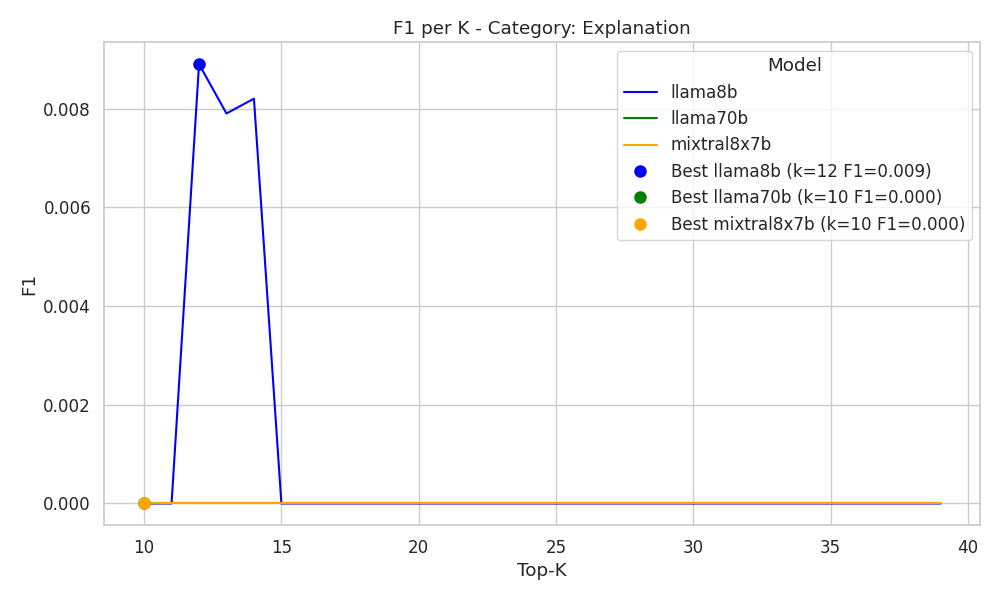 F1 per K - Category: Explanation
Model
llama8b
llama70b
mixtral8x7b
Best llama8b (k=12 F1=0.009)
Best llama70b (k=10 F1=0.000)
Best mixtral8x7b (k=10 F1=0.000)
F1
0.008
0.006
0.004
0.002
0.000
10 15 20 25 30 35 40
Top-K